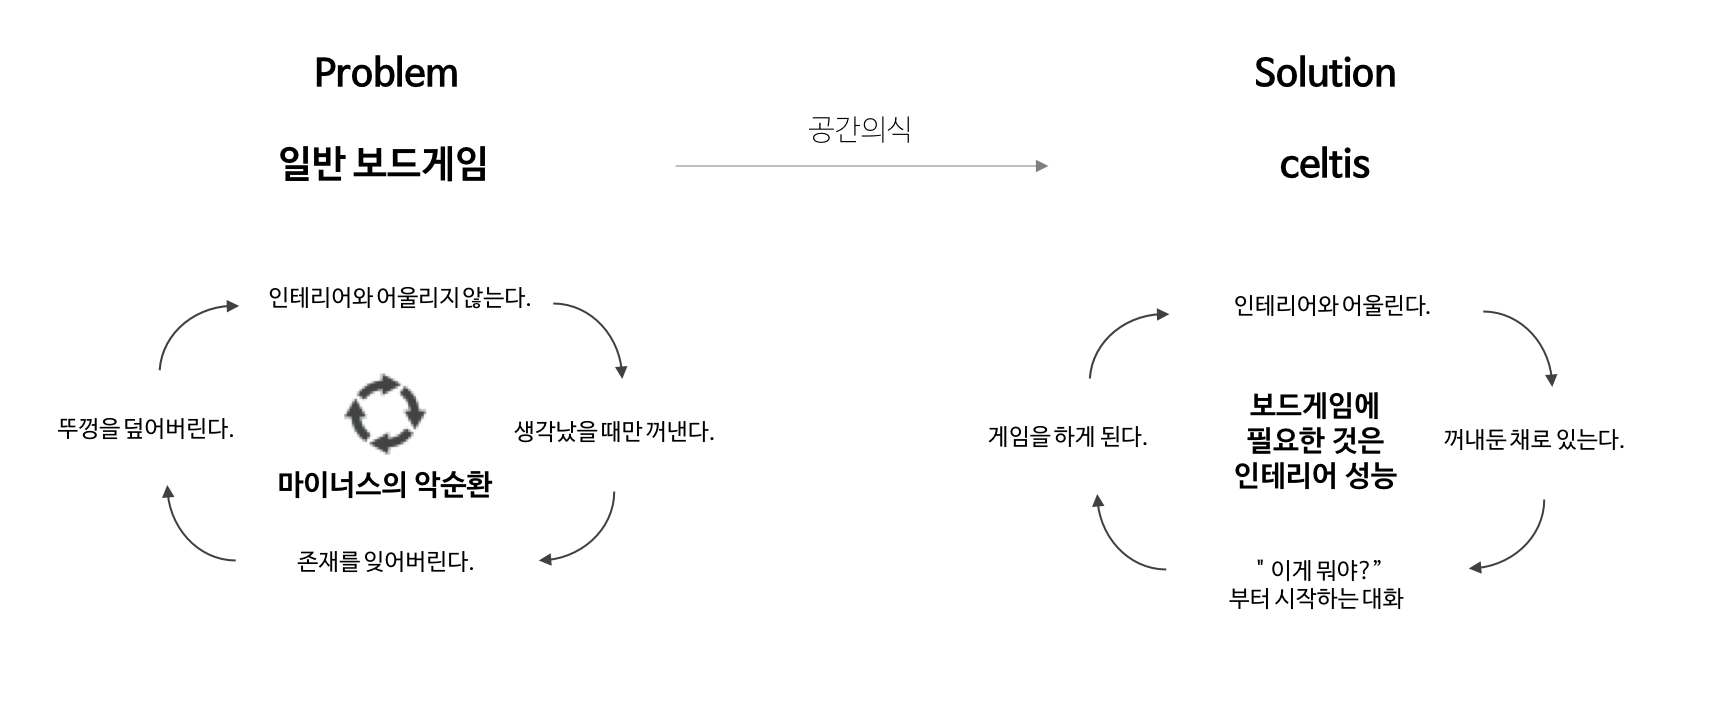 Problem
일반 보드게임
인테리어와 어울리지 않는다.
생각났을 때만 꺼낸다.
존재를 잊어버린다.
뚜껑을 덮어버린다.
마이너스의 악순환
공간의식
Solution
celtis
인테리어와 어울린다.
꺼내둔 채로 있는다.
" 이게 뭐야?”
부터 시작하는 대화
게임을 하게 된다.
보드게임에
필요한 것은
인테리어 성능